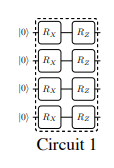 |0⟩ R_X R_Z
|0⟩ R_X R_Z
|0⟩ R_X R_Z
|0⟩ R_X R_Z
Circuit 1